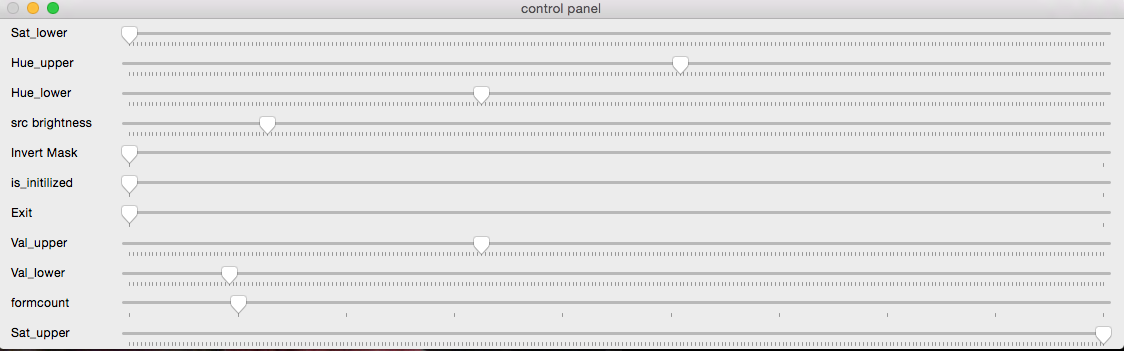 control panel
Sat_lower
Hue_upper
Hue_lower
src brightness
Invert Mask
is_initilized
Exit
Val_upper
Val_lower
formcount
Sat_upper